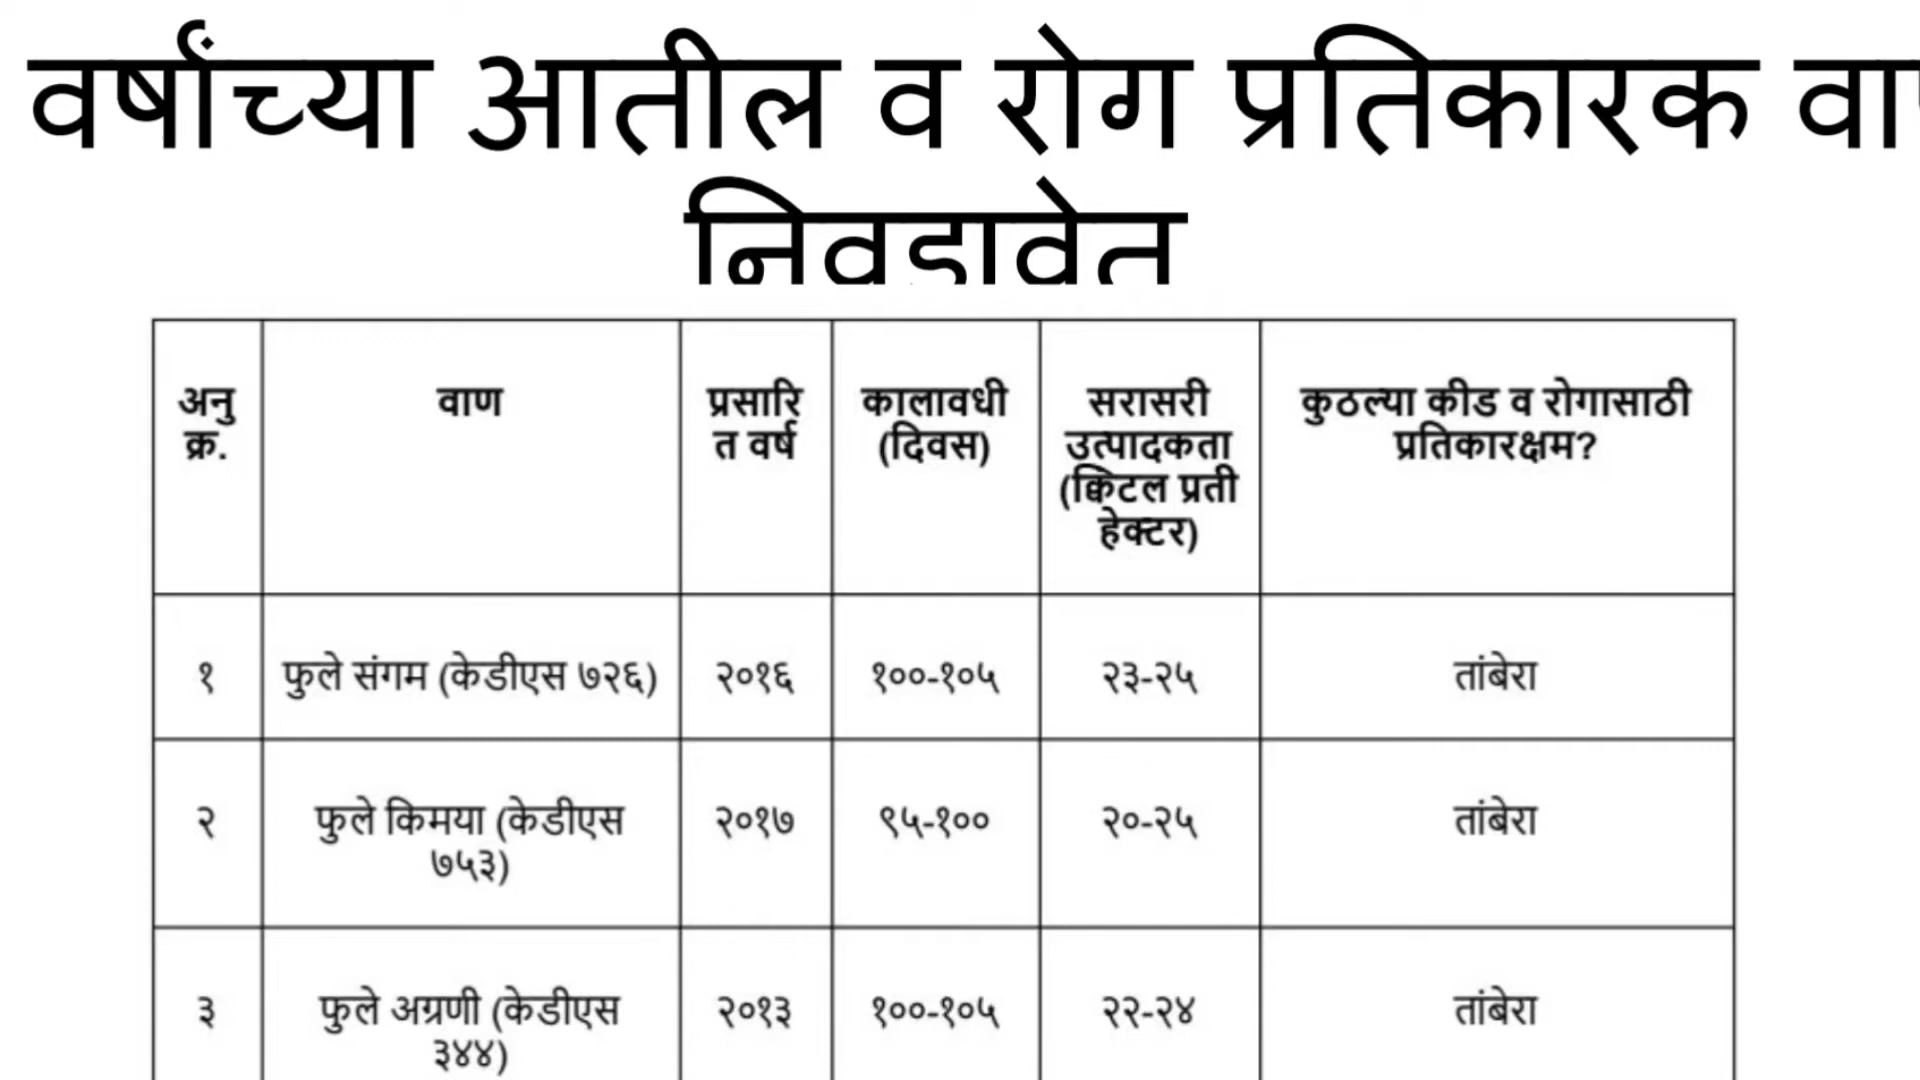 वर्षांच्या आतील व रोग प्रतिकारक
निवडावेत
अनु क्र.
वाण
प्रसारित वर्ष
कालावधी (दिवस)
सरासरी उत्पादकता (क्विंटल प्रती हेक्टर)
कुठल्या कीड व रोगासाठी प्रतिकारक्षम?
१ फुले संगम (केडीएस ७२६) २०१६ १००-१०५ २३-२५ तांबेरा
२ फुले किमया (केडीएस ७५३) २०१७ ९५-१०० २०-२५ तांबेरा
३ फुले अग्रणी (केडीएस ३४४) २०१३ १००-१०५ २२-२४ तांबेरा